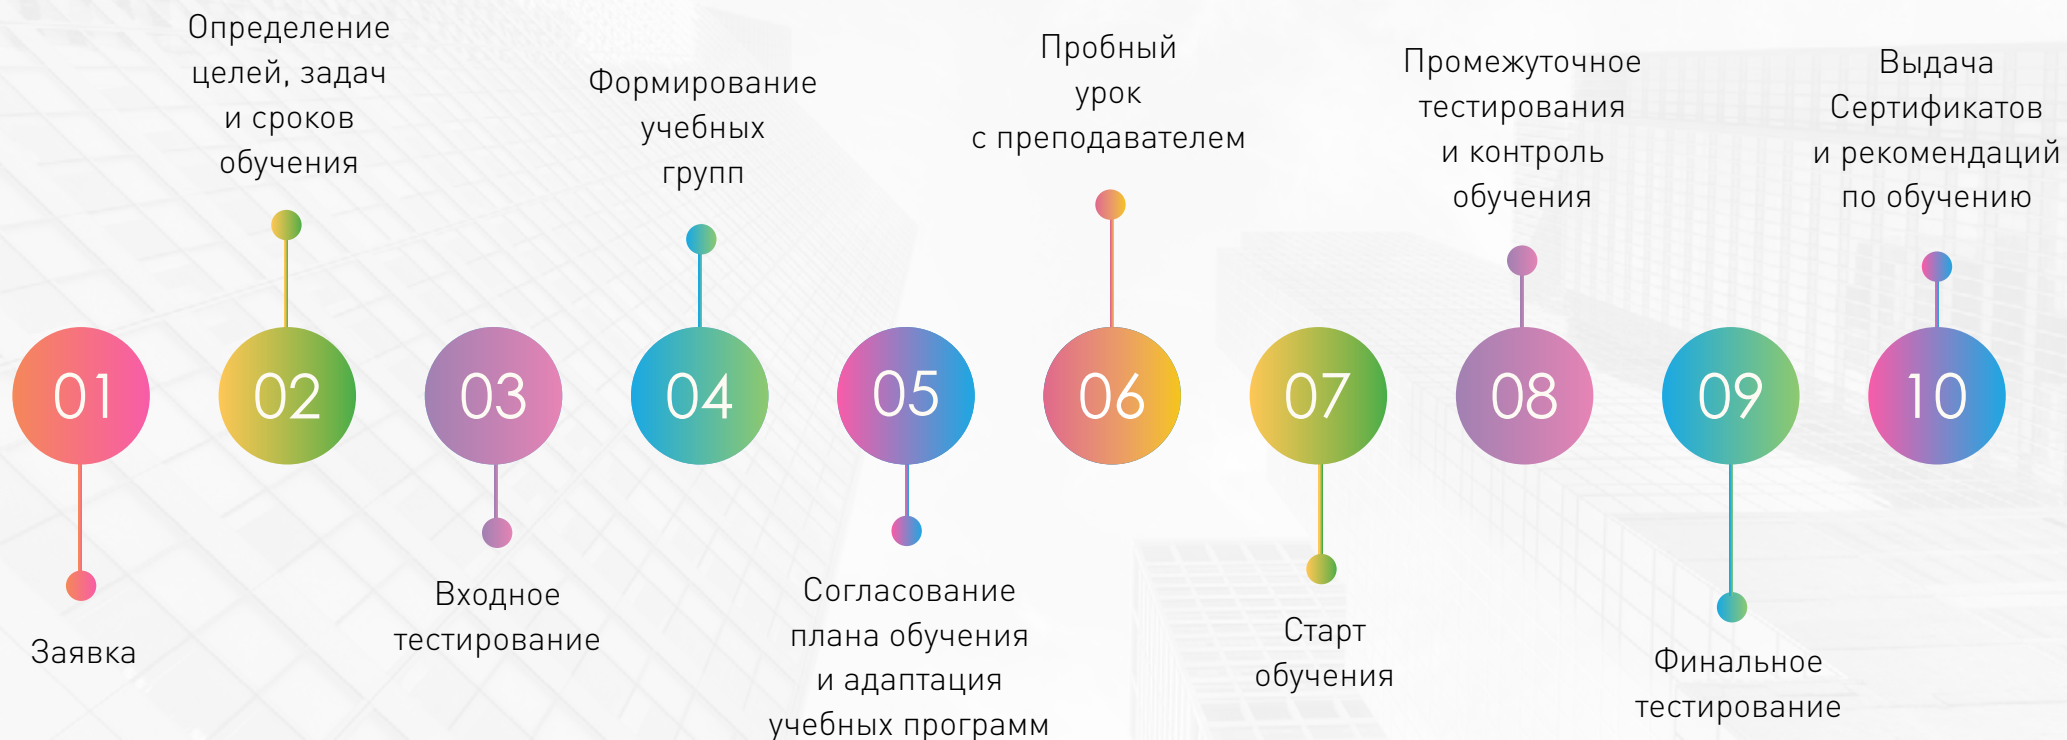 01
Заявка
02
Определение
целей, задач
и сроков
обучения
03
Входное
тестирование
04
Формирование
учебных
групп
05
Согласование
плана обучения
и адаптация
учебных программ
06
Пробный
урок
с преподавателем
07
Старт
обучения
08
Промежуточное
тестирования
и контроль
обучения
09
Финальное
тестирование
10
Выдача
Сертификатов
и рекомендаций
по обучению